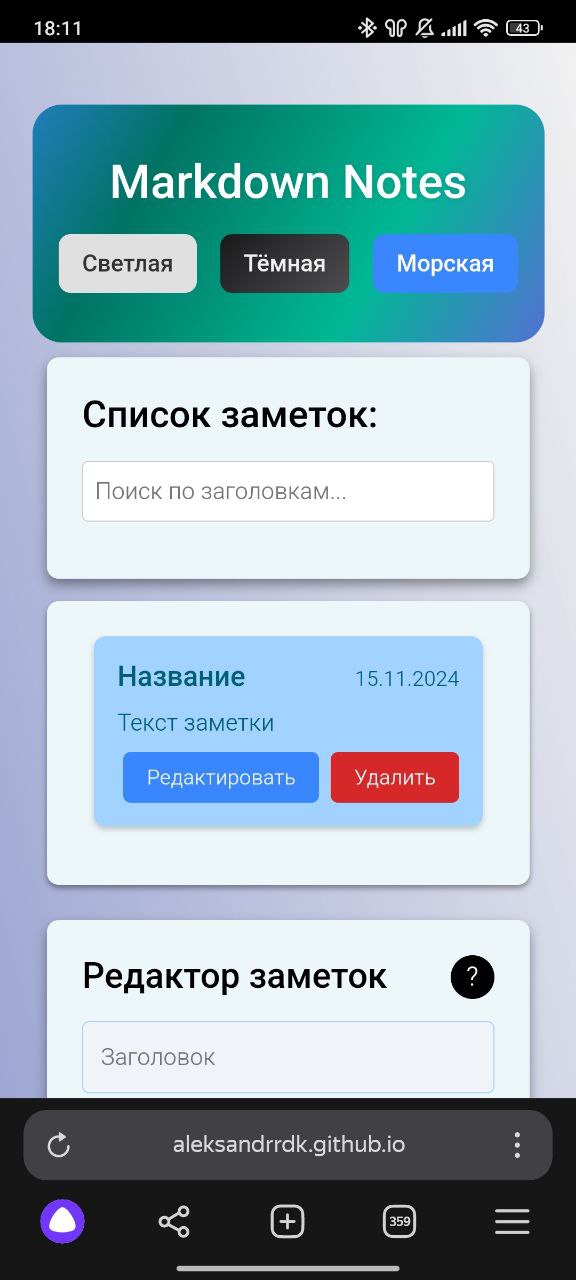 18:11
43
Markdown Notes
Светлая
Тёмная
Морская
Список заметок:
Поиск по заголовкам...
Название
15.11.2024
Текст заметки
Редактировать
Удалить
Редактор заметок
?
Заголовок
aleksandrrdk.github.io
359